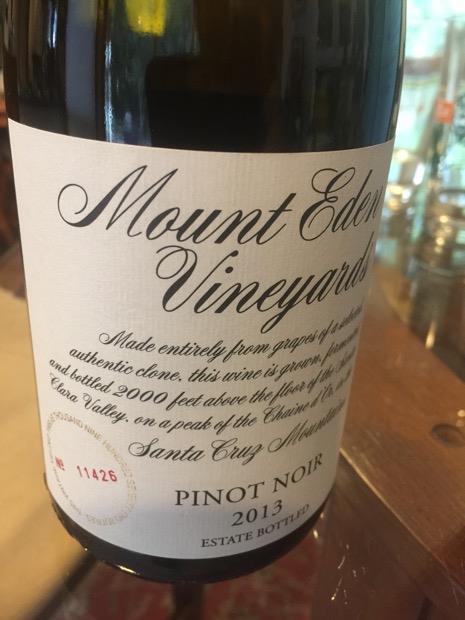 Mount Eden
Vineyards
Made entirely from grapes of a
authentic clone, this wine is grown,
and bottled 2000 feet above the floor of the
Clara Valley, on a peak of the Chaine d'Or, in
Santa Cruz Mountains
Nº 11426
PINOT NOIR
2013
ESTATE BOTTLED